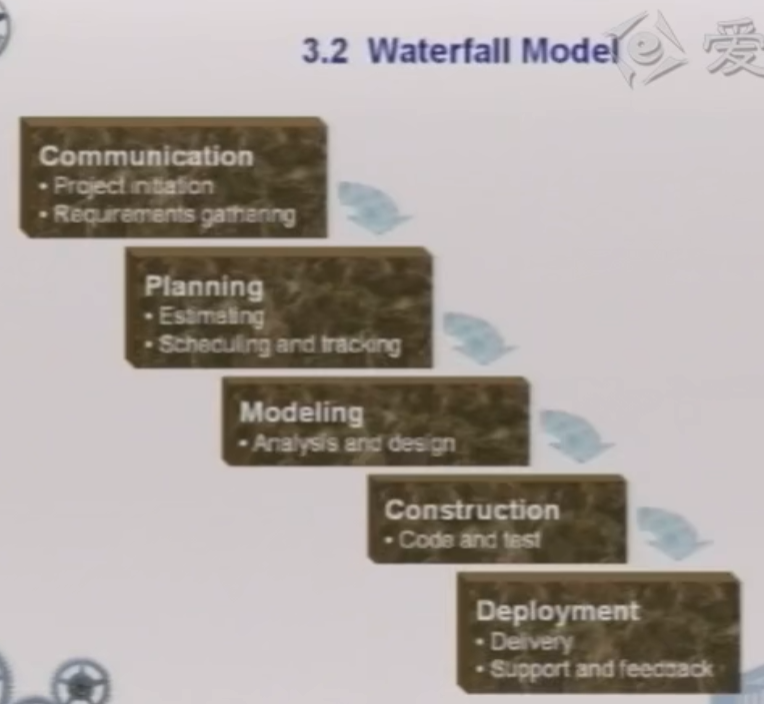 3.2 Waterfall Model
爱
Communication
• Project initiation
• Requirements gathering
Planning
• Estimating
• Scheduling and tracking
Modeling
• Analysis and design
Construction
• Code and test
Deployment
• Delivery
• Support and feedback